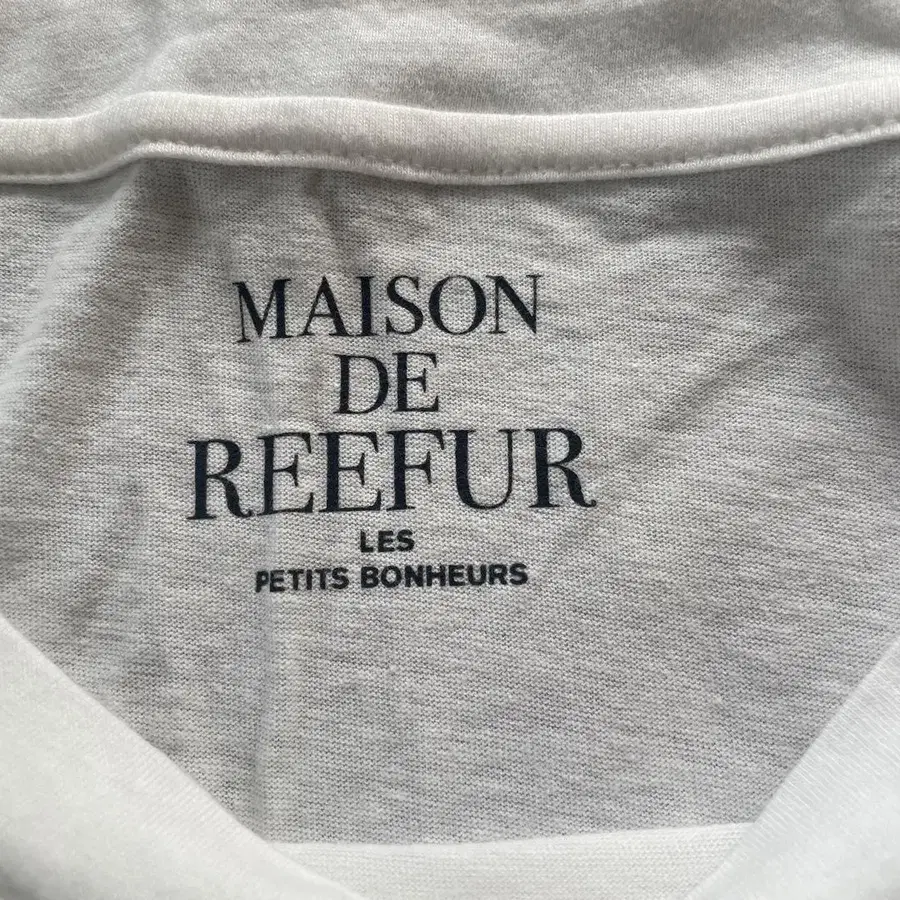 MAISON
DE
REEFUR
LES
PETITS BONHEURS